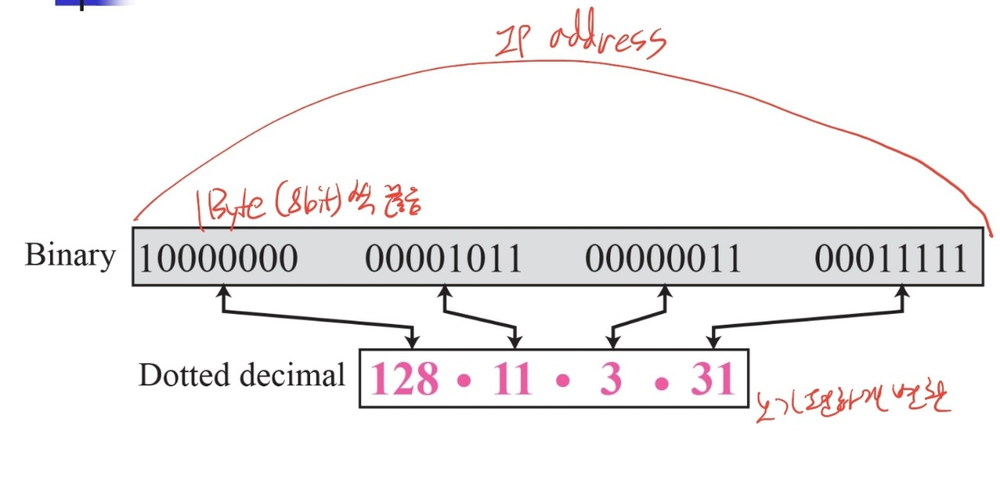 IP address
1Byte (8bit)씩 끊음
Binary 10000000 00001011 00000011 00011111
Dotted decimal 128 • 11 • 3 • 31
보기 편하게 변환